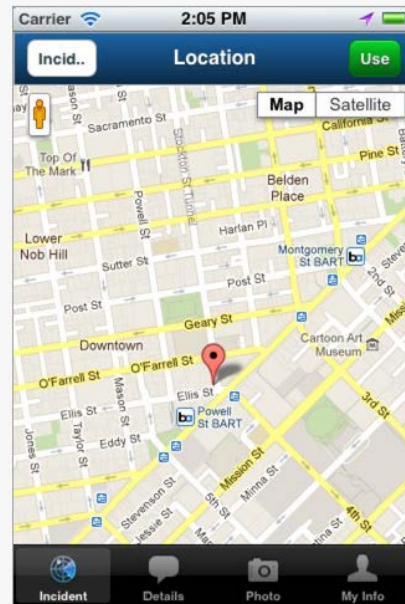 Carrier
2:05 PM
Incid..
Location
Use
Map
Satellite
Sacramento St
California St
Pine St
Top Of
The Mark
Stockton St Tunnel
Powell St
Belden
Place
Harlan Pl
Lower
Nob Hill
Montgomery
St BART
Sutter St
Post St
2nd St
Post St
Geary St
Downtown
Cartoon Art
Museum
O'Farrell St
O'Farrell St
Ellis St
Ellis St
Powell
St BART
Mason St
Taylor St
Jones St
Eddy St
3rd St
Mission St
Minna St
Stevenson St
Jessie St
5th St
4th St
Incident
Details
Photo
My Info